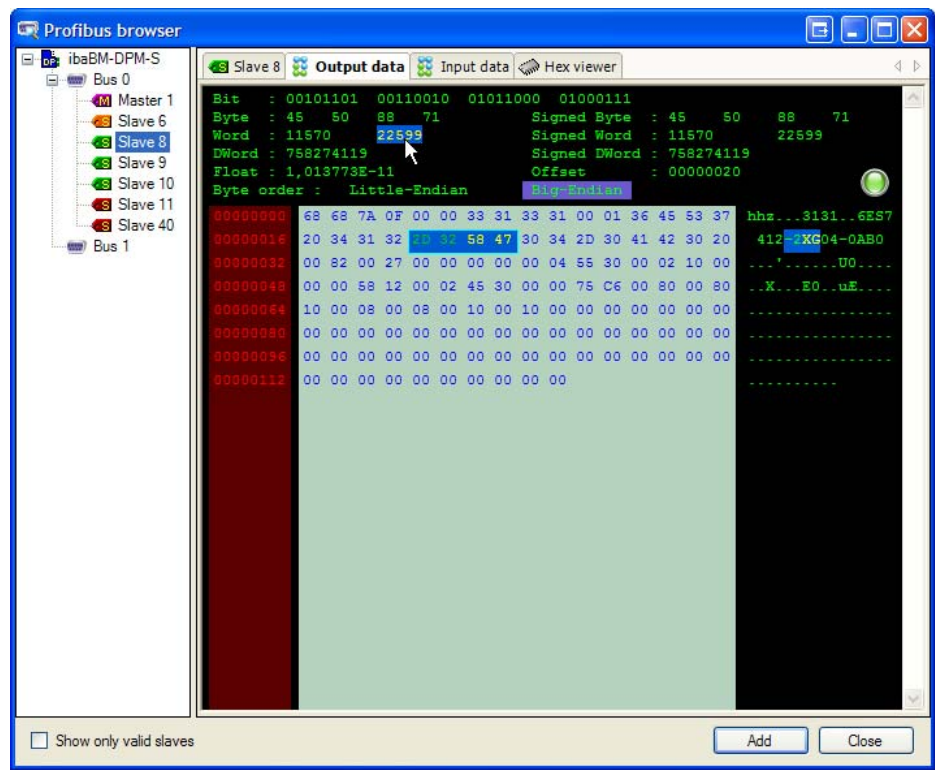 Profibus browser
ibaBM-DPM-S
Bus 0
Master 1
Slave 6
Slave 8
Slave 9
Slave 10
Slave 11
Slave 40
Bus 1
Slave 8 Output data Input data Hex viewer
Bit : 00101101 00110010 01011000 01000111
Byte : 45 50 88 71 Signed Byte : 45 50 88 71
Word : 11570 22599 Signed Word : 11570 22599
DWord : 758274119 Signed DWord : 758274119
Float : 1,013773E-11 Offset : 00000020
Byte order : Little-Endian Big-Endian
00000000 68 68 7A 0F 00 00 33 31 33 31 00 01 36 45 53 37 hhz...3131..6ES7
00000016 20 34 31 32 2D 32 58 47 30 34 2D 30 41 42 30 20 412-2XG04-0AB0
00000032 00 82 00 27 00 00 00 00 00 04 55 30 00 02 10 00 ...'......U0....
00000048 00 00 58 12 00 02 45 30 00 00 75 C6 00 80 00 80 ..X...E0..uÆ....
00000064 10 00 08 00 08 00 10 00 10 00 00 00 00 00 00 00 ................
00000080 00 00 00 00 00 00 00 00 00 00 00 00 00 00 00 00 ................
00000096 00 00 00 00 00 00 00 00 00 00 00 00 00 00 00 00 ................
00000112 00 00 00 00 00 00 00 00 00 00 ..........
Show only valid slaves
Add Close